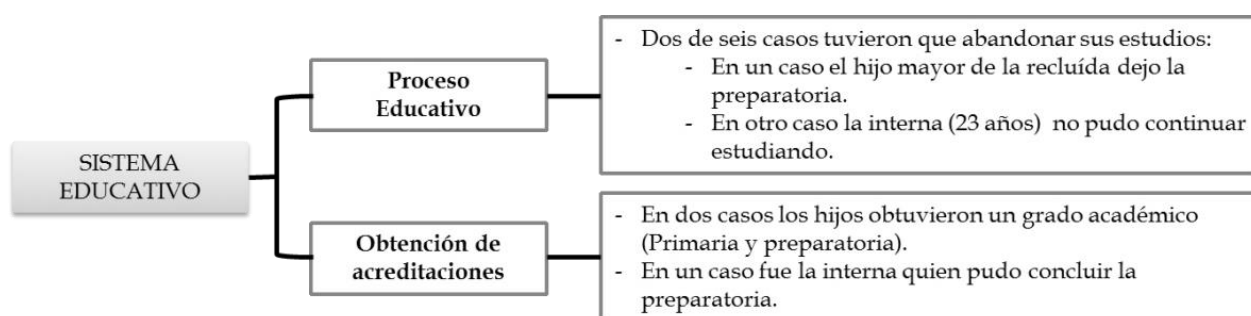 SISTEMA
EDUCATIVO
Proceso
Educativo
- Dos de seis casos tuvieron que abandonar sus estudios:
- En un caso el hijo mayor de la recluída dejo la
preparatoria.
- En otro caso la interna (23 años) no pudo continuar
estudiando.
Obtención de
acreditaciones
- En dos casos los hijos obtuvieron un grado académico
(Primaria y preparatoria).
- En un caso fue la interna quien pudo concluir la
preparatoria.